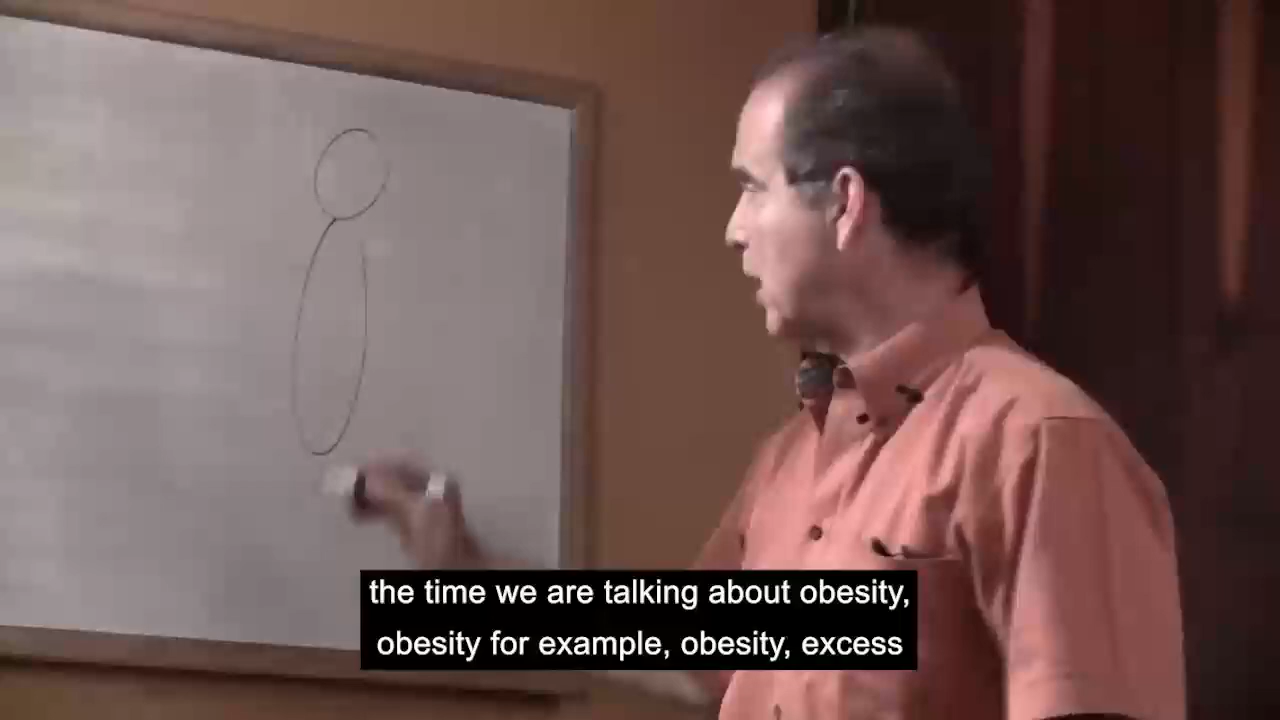 the time we are talking about obesity,
obesity for example, obesity, excess